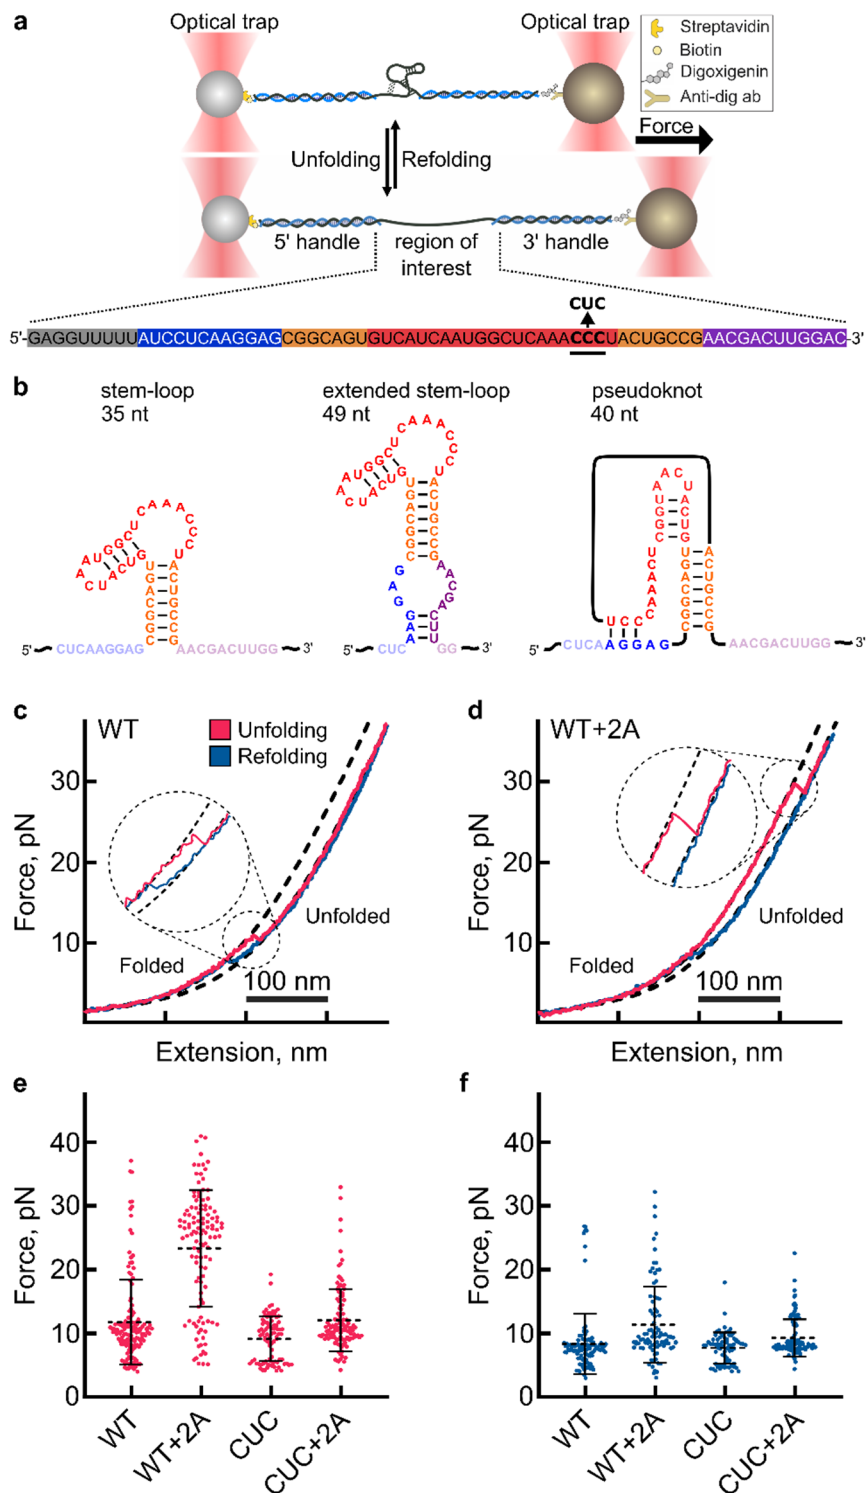 a
Optical trap
Optical trap
Streptavidin
Biotin
Digoxigenin
Anti-dig ab
Force
Unfolding
Refolding
5' handle
region of
interest
3' handle
CUC
5'-GAGGUUUUUAUCCUCAAGGAGCGGCAGUGUCAUCAAUGGCUCAAACCCUACUGCCGAACGACUUGGAC-3'
b
stem-loop
35 nt
extended stem-loop
49 nt
pseudoknot
40 nt
5'
CUCAAGGAG
AACGACUUGG
3'
5'
CUC
GG
3'
5'
CUCAAGGAG
AACGACUUGG
3'
c
WT
Unfolding
Refolding
Force, pN
30
20
10
Folded
Unfolded
100 nm
Extension, nm
d
WT+2A
Force, pN
30
20
10
Folded
Unfolded
100 nm
Extension, nm
e
Force, pN
40
30
20
10
0
WT
WT+2A
CUC
CUC+2A
f
Force, pN
40
30
20
10
0
WT
WT+2A
CUC
CUC+2A